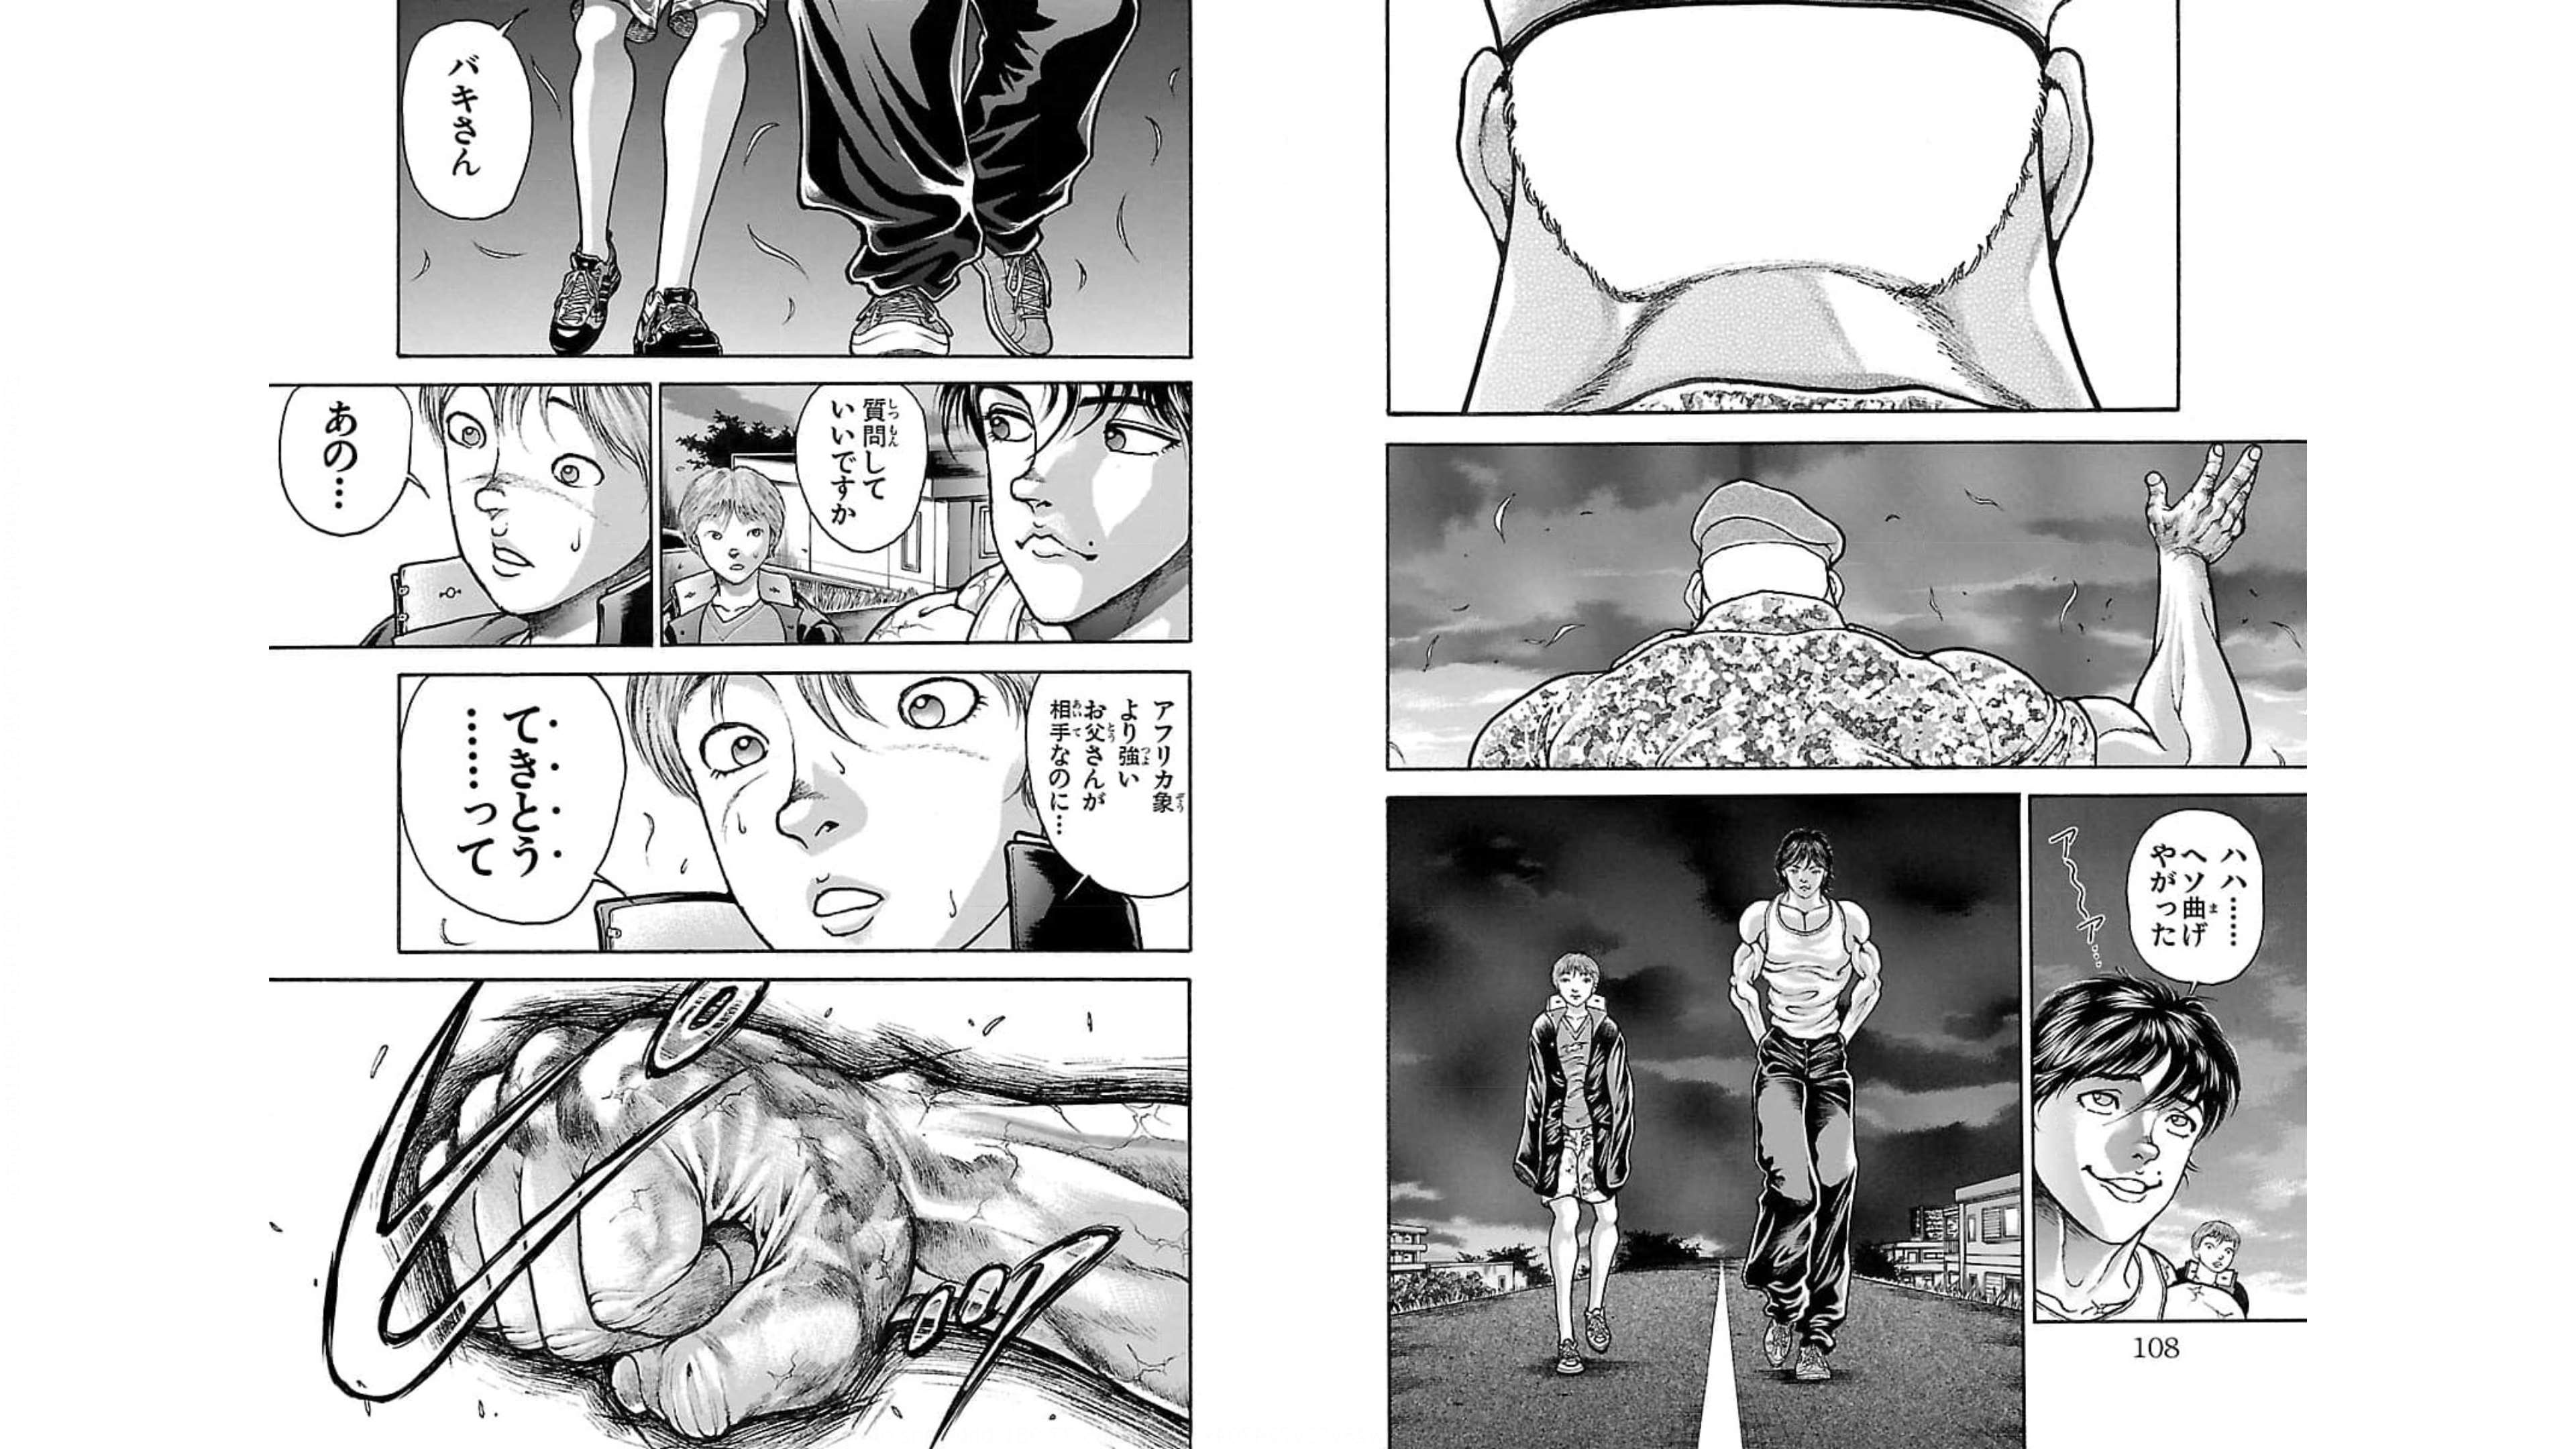 ハハ……
ヘソ曲げ
やがった
ア〜〜ア…
108
バキさん
質問して
いいですか
あの…
アフリカ象
より強い
お父さんが
相手なのに…
てきとう
……って